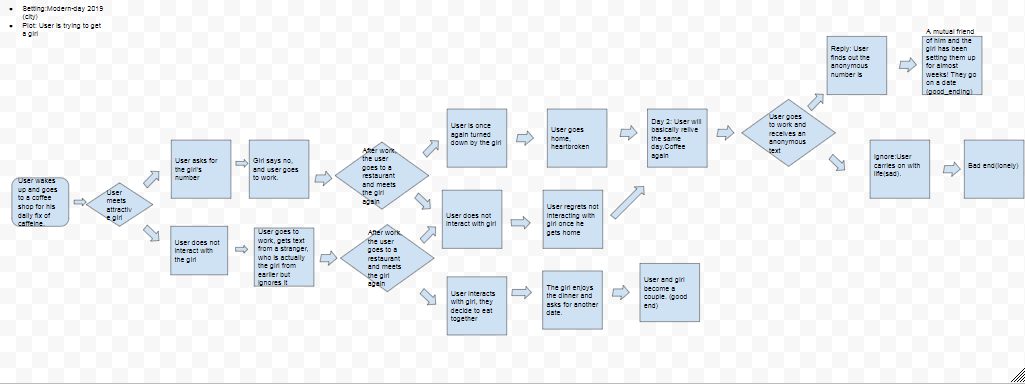 Setting:Modern-day 2019
(city)
Plot: User is trying to get
a girl
User wakes
up and goes
to a coffee
shop for his
daily fix of
caffeine.
User
meets
attractiv
e girl
User asks for
the girl's
number
Girl says no,
and user goes
to work.
After work,
the user
goes to a
restaurant
and meets
the girl
again
User is once
again turned
down by the girl
User goes
home,
heartbroken
Day 2: User will
basically relive
the same
day.Coffee
again
User goes
to work and
receives an
anonymous
text
Reply: User
finds out the
anonymous
number is
A mutual friend
of him and the
girl has been
setting them up
for almost
weeks! They go
on a date
(good_ending)
Ignore:User
carries on with
life(sad).
Bad end(lonely)
User does not
interact with
the girl
User goes to
work, gets text
from a stranger,
who is actually
the girl from
earlier but
ignores it
After work,
the user
goes to a
restaurant
and meets
the girl
again
User does not
interact with girl
User regrets not
interacting with
girl once he
gets home
User interacts
with girl, they
decide to eat
together
The girl enjoys
the dinner and
asks for another
date.
User and girl
become a
couple. (good
end)